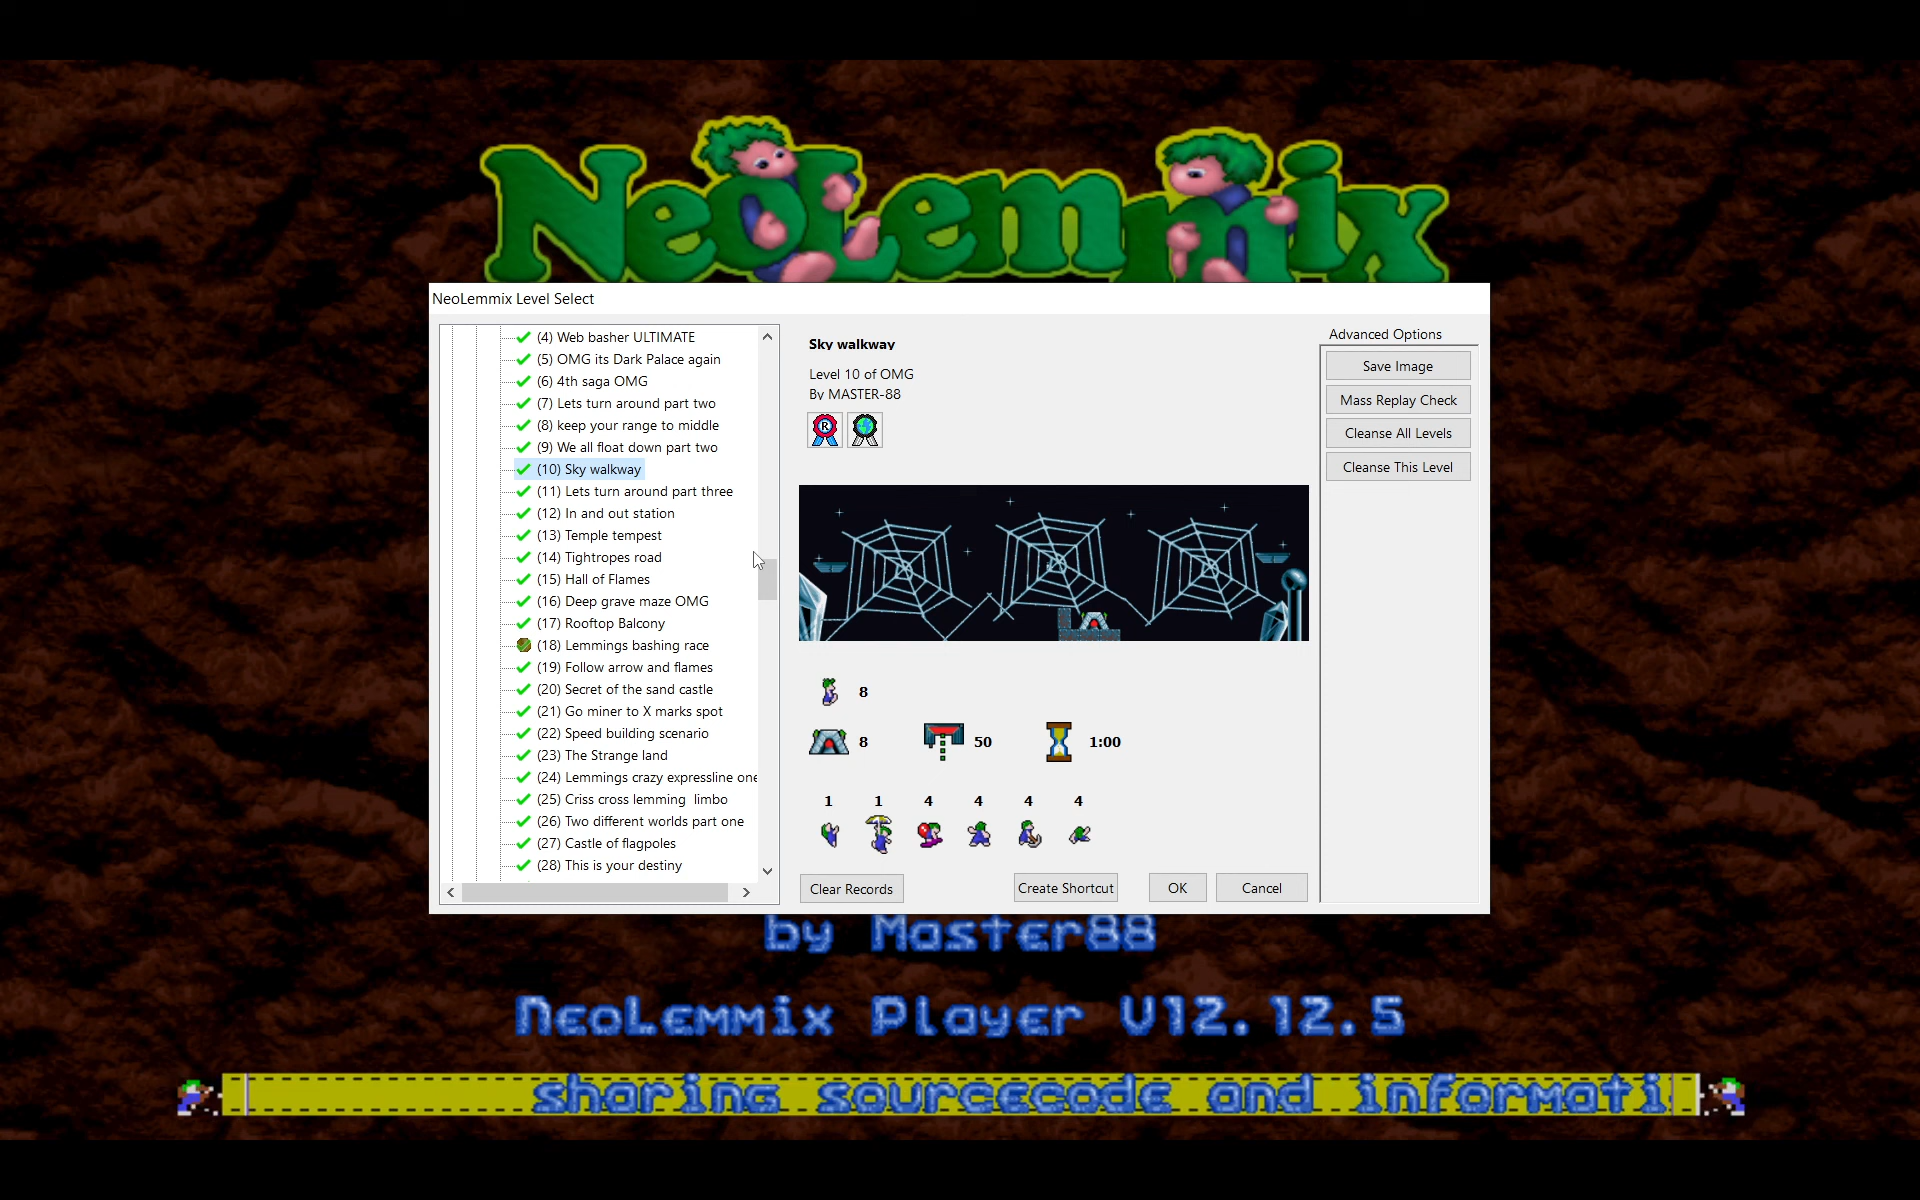 NeoLemmix
NeoLemmix Level Select
(4) Web basher ULTIMATE
(5) OMG its Dark Palace again
(6) 4th saga OMG
(7) Lets turn around part two
(8) keep your range to middle
(9) We all float down part two
(10) Sky walkway
(11) Lets turn around part three
(12) In and out station
(13) Temple tempest
(14) Tightropes road
(15) Hall of Flames
(16) Deep grave maze OMG
(17) Rooftop Balcony
(18) Lemmings bashing race
(19) Follow arrow and flames
(20) Secret of the sand castle
(21) Go miner to X marks spot
(22) Speed building scenario
(23) The Strange land
(24) Lemmings crazy expressline one
(25) Criss cross lemming  limbo
(26) Two different worlds part one
(27) Castle of flagpoles
(28) This is your destiny
Sky walkway
Level 10 of OMG
By MASTER-88
R
8
8 50 1:00
1 1 4 4 4 4
Clear Records Create Shortcut OK Cancel
Advanced Options
Save Image
Mass Replay Check
Cleanse All Levels
Cleanse This Level
by Master88
NeoLemmix Player V12.12.5
sharing sourcecode and informati